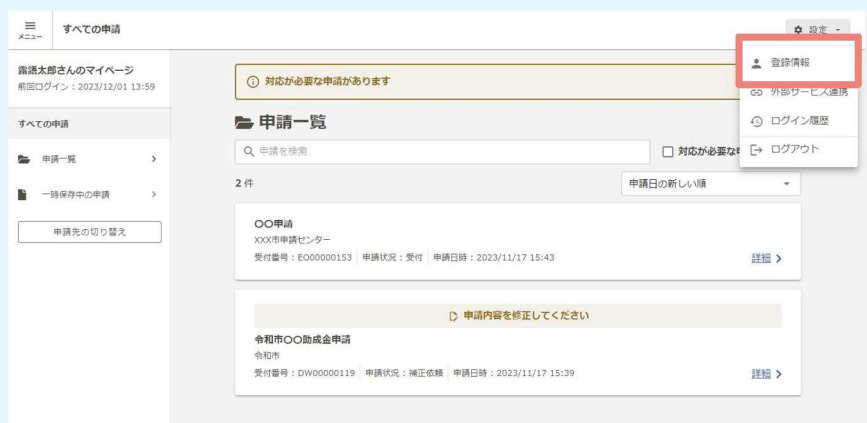 メニュー
すべての申請
設定
露語太郎さんのマイページ
前回ログイン：2023/12/01 13:59
すべての申請
申請一覧
一時保存中の申請
申請先の切り替え
対応が必要な申請があります
申請一覧
申請を検索
対応が必要な
2 件
申請日の新しい順
〇〇申請
XXX市申請センター
受付番号：EO00000153 申請状況：受付 申請日時：2023/11/17 15:43
詳細
申請内容を修正してください
令和市〇〇助成金申請
令和市
受付番号：DW00000119 申請状況：補正依頼 申請日時：2023/11/17 15:39
詳細
登録情報
外部サービス連携
ログイン履歴
ログアウト